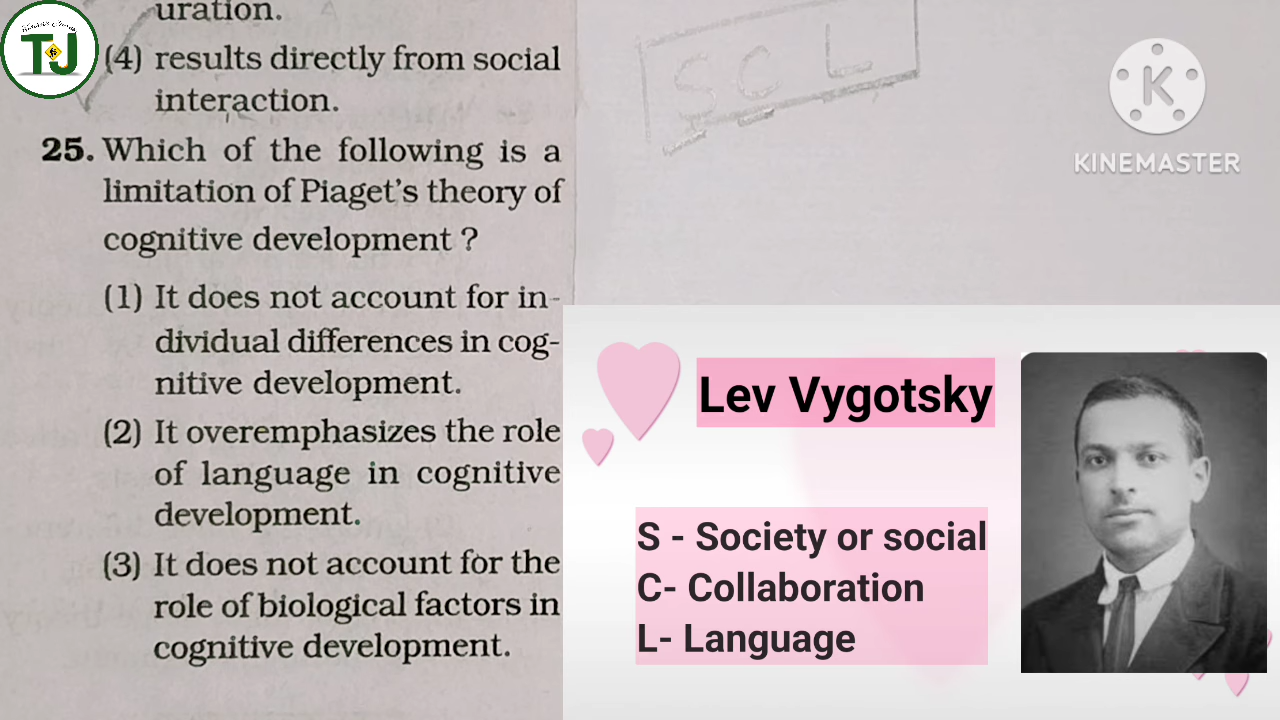 TJ
uration.
(4) results directly from social
interaction.
25. Which of the following is a
limitation of Piaget's theory of
cognitive development ?
(1) It does not account for in-
dividual differences in cog-
nitive development.
(2) It overemphasizes the role
of language in cognitive
development.
(3) It does not account for the
role of biological factors in
cognitive development.
S C L
K
KINEMASTER
Lev Vygotsky
S - Society or social
C- Collaboration
L- Language